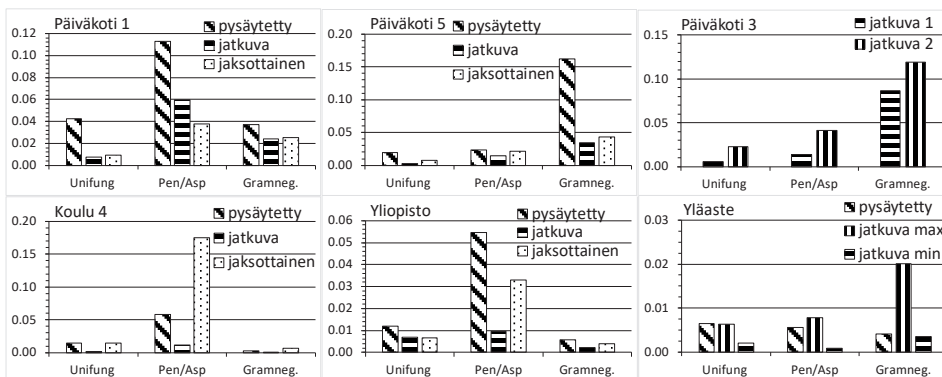 Päiväkoti 1
pysäytetty
jatkuva
jaksottainen
0.12
0.10
0.08
0.06
0.04
0.02
0.00
Unifung Pen/Asp Gramneg.
Päiväkoti 5
pysäytetty
jatkuva
jaksottainen
0.20
0.15
0.10
0.05
0.00
Unifung Pen/Asp Gramneg.
Päiväkoti 3
jatkuva 1
jatkuva 2
0.15
0.10
0.05
0.00
Unifung Pen/Asp Gramneg.
Koulu 4
pysäytetty
jatkuva
jaksottainen
0.20
0.15
0.10
0.05
0.00
Unifung Pen/Asp Gramneg.
Yliopisto
pysäytetty
jatkuva
jaksottainen
0.06
0.05
0.04
0.03
0.02
0.01
0.00
Unifung Pen/Asp Gramneg.
Yläaste
pysäytetty
jatkuva max
jatkuva min
0.03
0.02
0.01
0.00
Unifung Pen/Asp Gramneg.